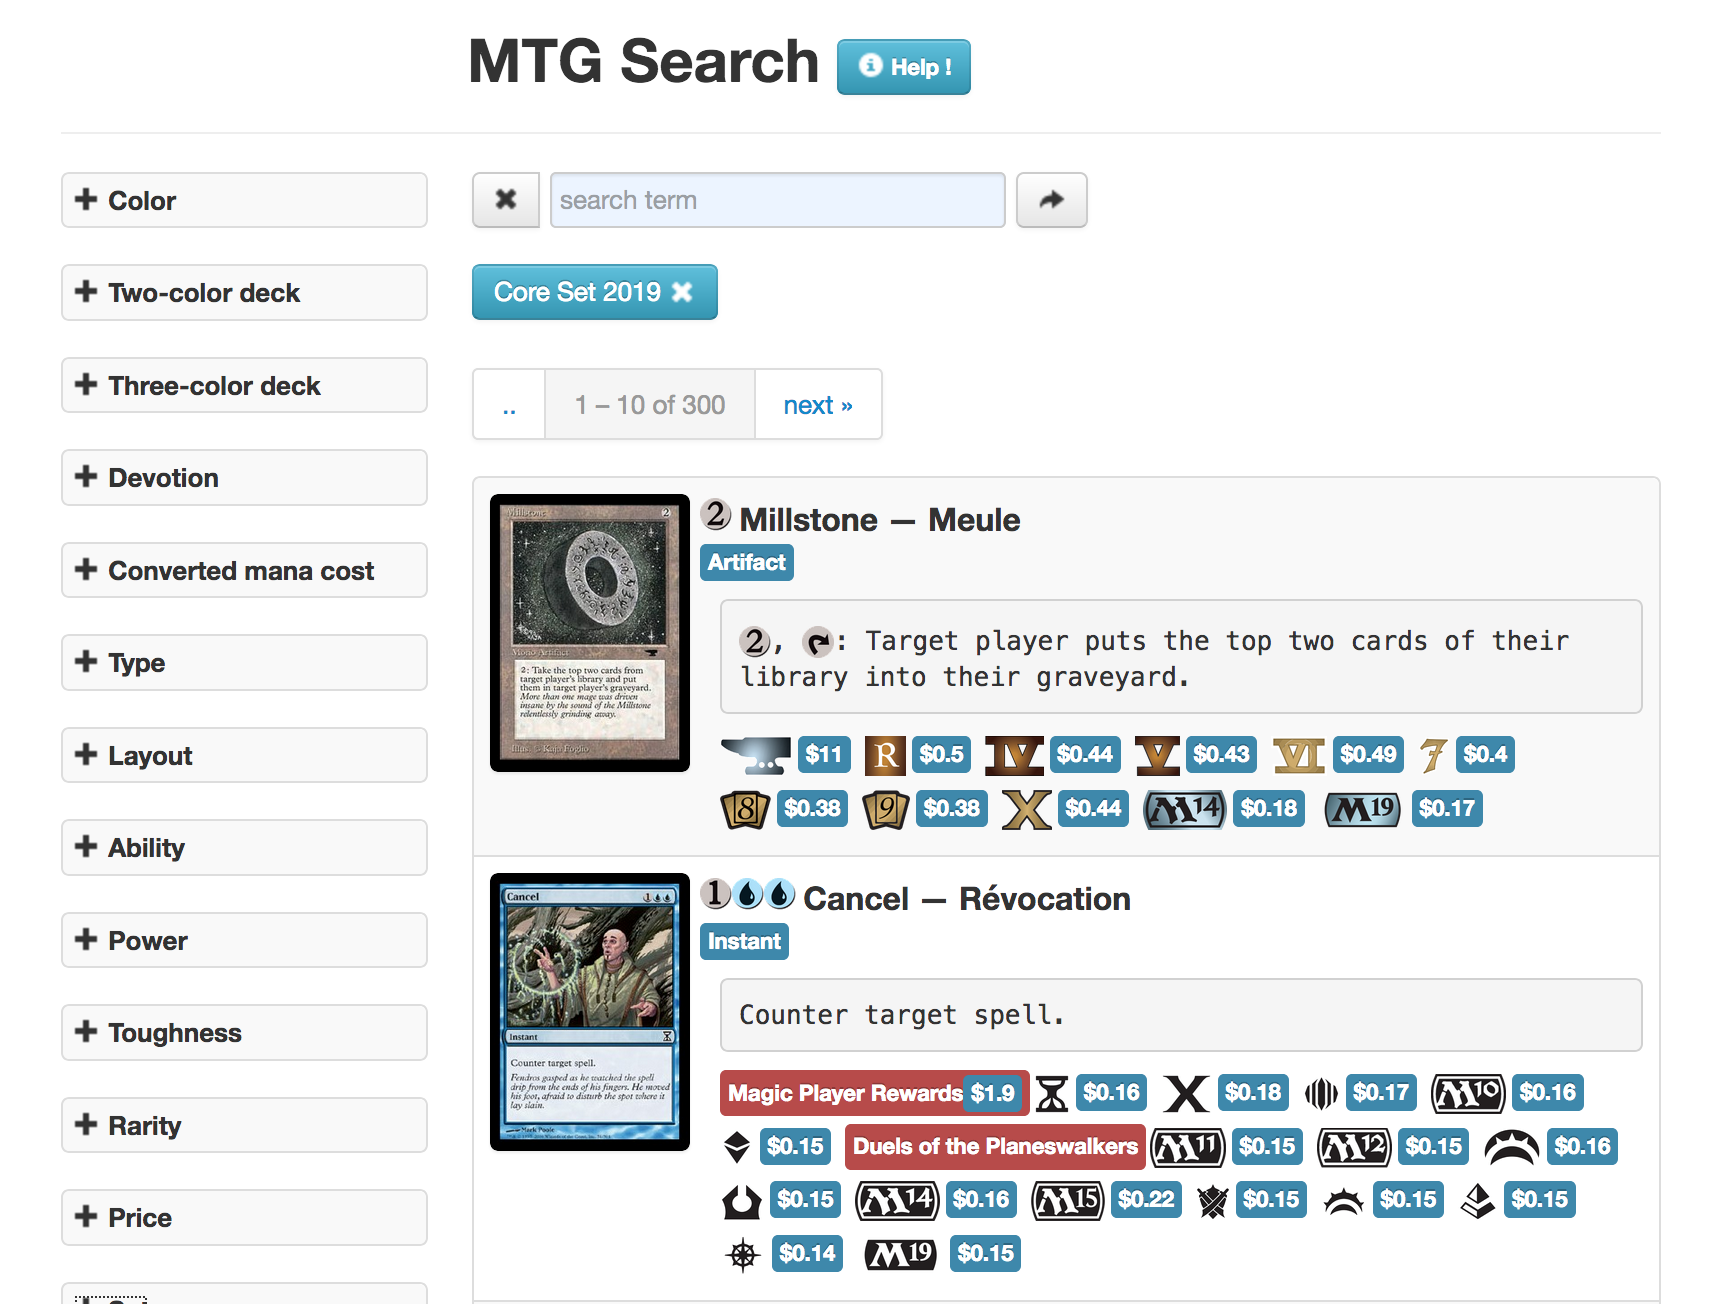 MTG Search
Help !
Color
Two-color deck
Three-color deck
Devotion
Converted mana cost
Type
Layout
Ability
Power
Toughness
Rarity
Price
search term
Core Set 2019
..
1 – 10 of 300
next »
Millstone 2
Mono Artifact
2: Take the top two cards from
target player's library and put
them in target player's graveyard.
More than one mage was driven
insane by the sound of the Millstone
relentlessly grinding away.
Illus. © Kaja Foglio
2 Millstone — Meule
Artifact
2, : Target player puts the top two cards of their
library into their graveyard.
$11 R $0.5 IV $0.44 V $0.43 VI $0.49 7 $0.4
8 $0.38 9 $0.38 X $0.44 M14 $0.18 M19 $0.17
Cancel 1
Instant
Counter target spell.
Fendros gasped as he watched the spell
drip from the ends of his fingers. He moved
his foot, afraid to disturb the spot where it
lay slain.
Mark Poole
1 Cancel — Révocation
Instant
Counter target spell.
Magic Player Rewards $1.9 $0.16 X $0.18 $0.17 M10 $0.16
$0.15 Duels of the Planeswalkers M11 $0.15 M12 $0.15 $0.16
$0.15 M14 $0.16 M15 $0.22 $0.15 $0.15 $0.15
$0.14 M19 $0.15